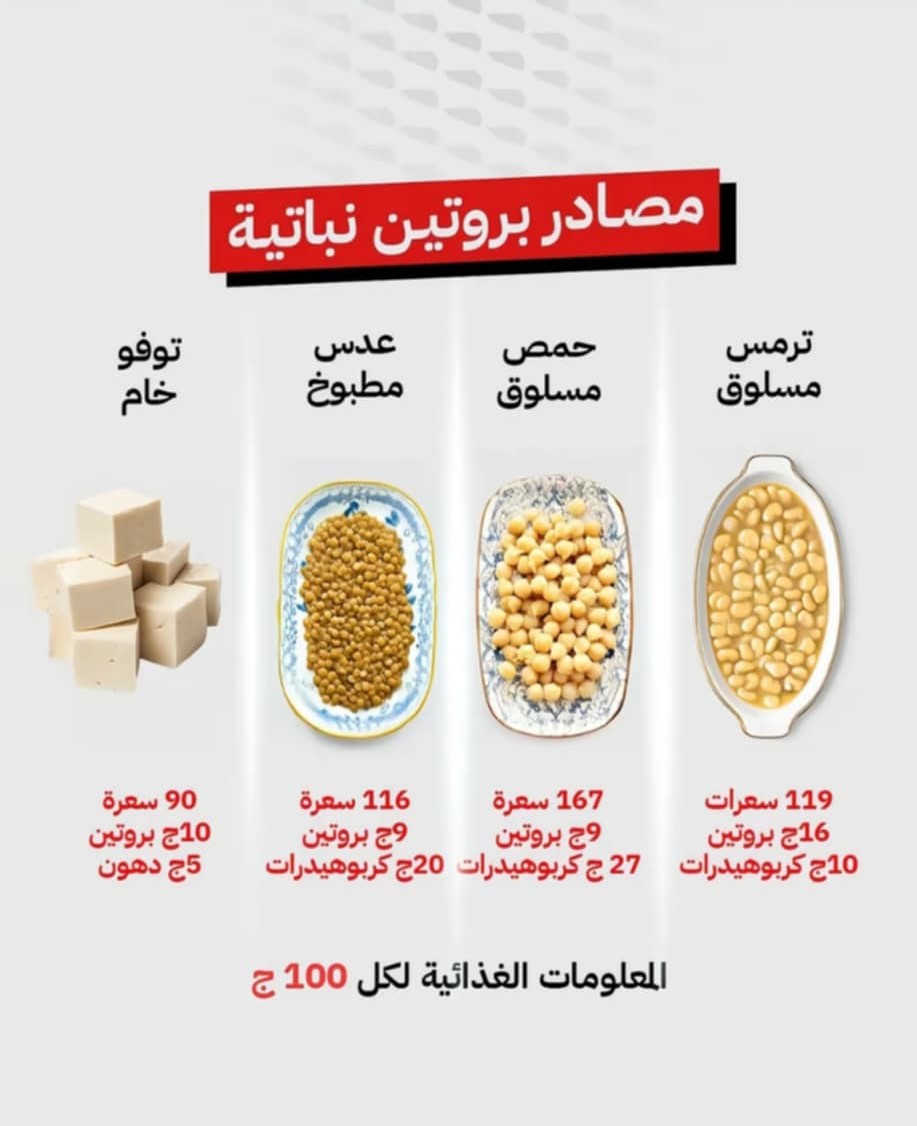 مصادر بروتين نباتية
ترمس
مسلوق
حمص
مسلوق
عدس
مطبوخ
توفو
خام
119 سعرات
16ج بروتين
10ج كربوهيدرات
167 سعرة
9ج بروتين
27 ج كربوهيدرات
116 سعرة
9ج بروتين
20ج كربوهيدرات
90 سعرة
10ج بروتين
5ج دهون
المعلومات الغذائية لكل 100 ج